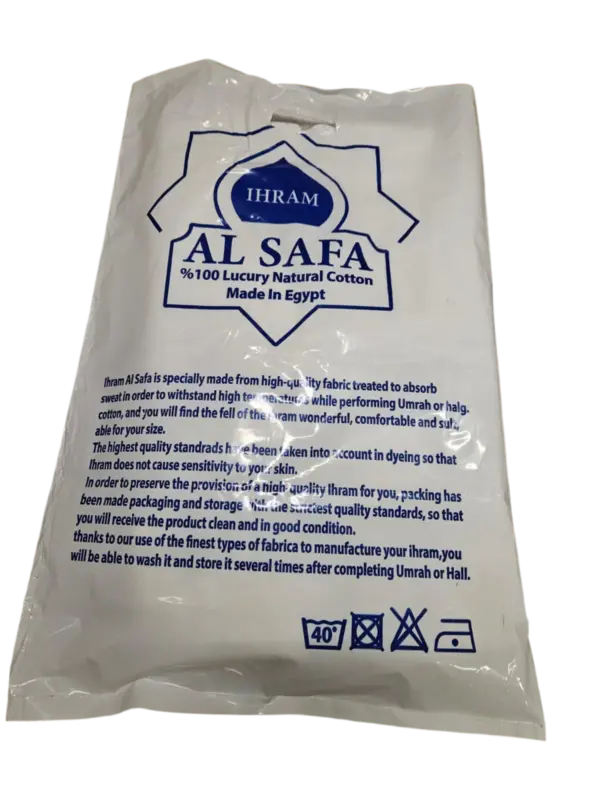 IHRAM
AL SAFA
%100 Lucury Natural Cotton
Made In Egypt
Ihram Al Safa is specially made from high-quality fabric treated to absorb
sweat in order to withstand high temperatures while performing Umrah or halg.
cotton, and you will find the fell of the ihram wonderful, comfortable and
able for your size.
The highest quality standrads have been taken into account in dyeing so that
Ihram does not cause sensitivity to your skin.
In order to preserve the provision of a high-quality Ihram for you, packing has
been made packaging and storage with the strictest quality standards, so that
you will receive the product clean and in good condition.
thanks to our use of the finest types of fabrica to manufacture your ihram,you
will be able to wash it and store it several times after completing Umrah or Hall.
40°